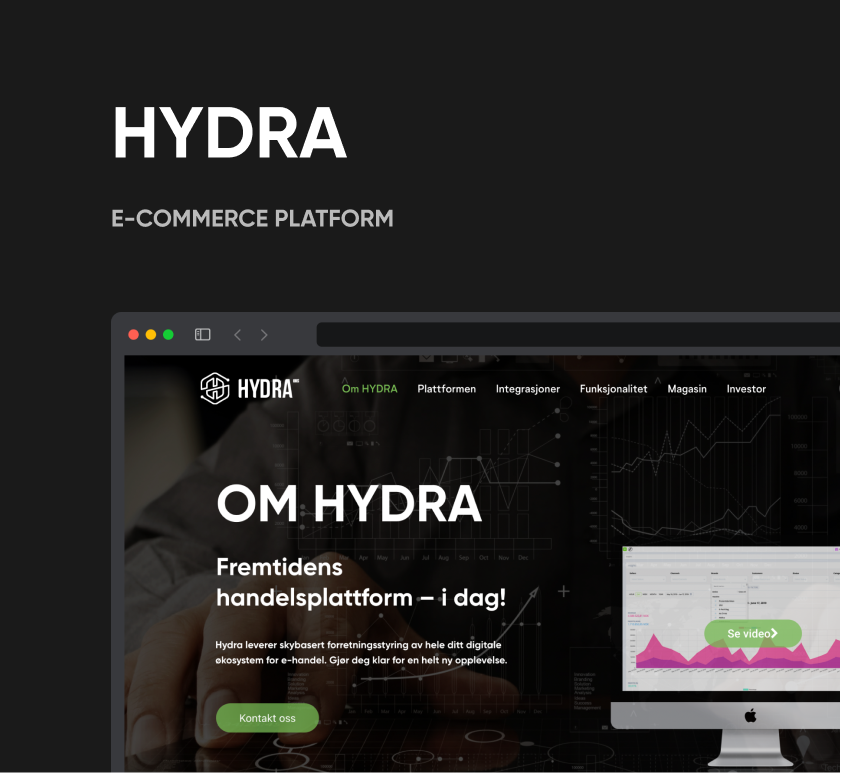 HYDRA
E-COMMERCE PLATFORM
HYDRA
Om HYDRA
Plattformen
Integrasjoner
Funksjonalitet
Magasin
Investor
OM HYDRA
Fremtidens
handelsplattform – i dag!
Hydra leverer skybasert forretningsstyring av hele ditt digitale
økosystem for e-handel. Gjør deg klar for en helt ny opplevelse.
Kontakt oss
Se video